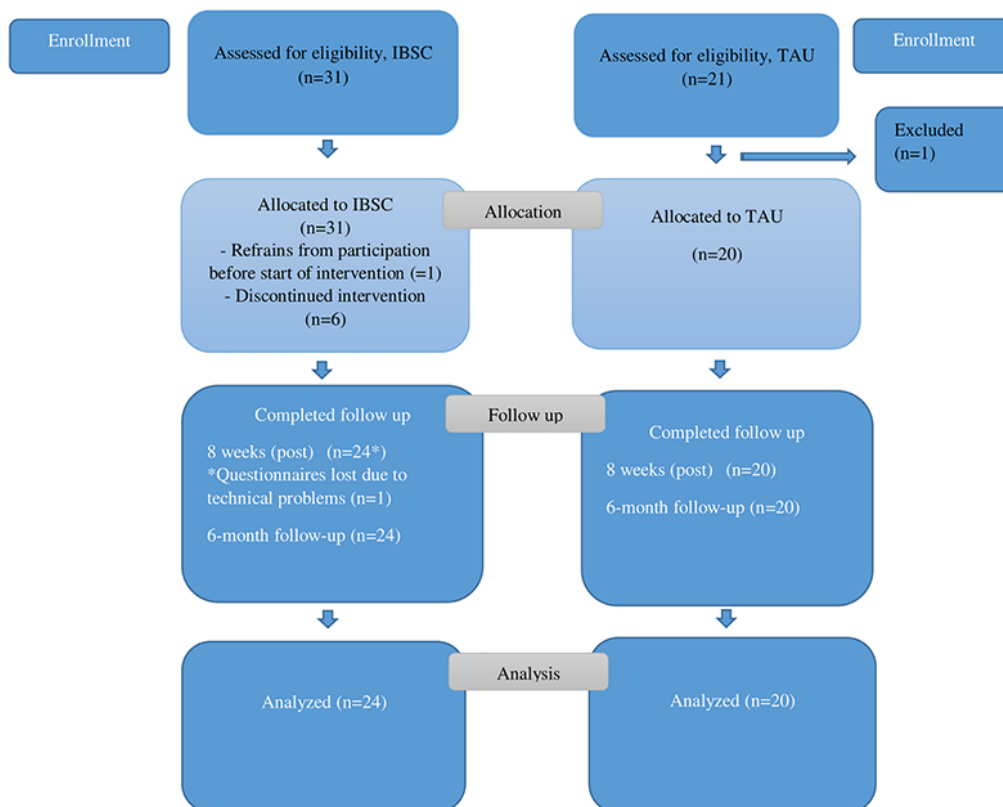 Enrollment
Assessed for eligibility, IBSC
(n=31)
Assessed for eligibility, TAU
(n=21)
Enrollment
Excluded
(n=1)
Allocated to IBSC
(n=31)
- Refrains from participation
before start of intervention (=1)
- Discontinued intervention
(n=6)
Allocation
Allocated to TAU
(n=20)
Completed follow up
8 weeks (post) (n=24*)
*Questionnaires lost due to
technical problems (n=1)
6-month follow-up (n=24)
Follow up
Completed follow up
8 weeks (post) (n=20)
6-month follow-up (n=20)
Analyzed (n=24)
Analysis
Analyzed (n=20)